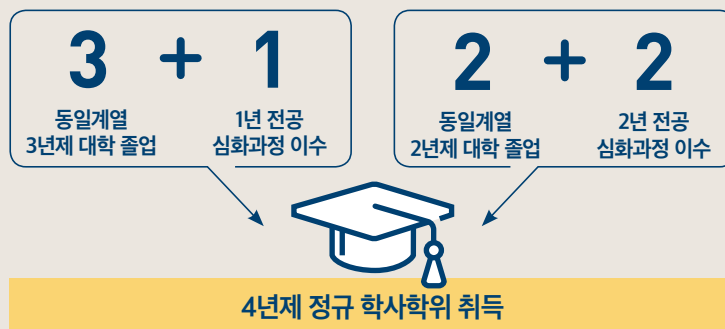 3 + 1
동일계열
3년제 대학 졸업
1년 전공
심화과정 이수
2 + 2
동일계열
2년제 대학 졸업
2년 전공
심화과정 이수
4년제 정규 학사학위 취득